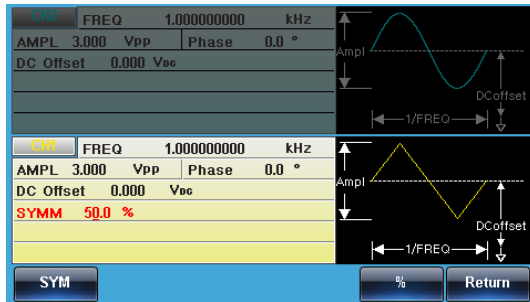 FREQ 1.000000000 kHz
AMPL 3.000 Vpp Phase 0.0 °
DC Offset 0.000 VDC
Ampl
DCoffset
1/FREQ
CH1 FREQ 1.000000000 kHz
AMPL 3.000 Vpp Phase 0.0 °
DC Offset 0.000 VDC
SYMM 50.0 %
Ampl
DCoffset
1/FREQ
SYM % Return